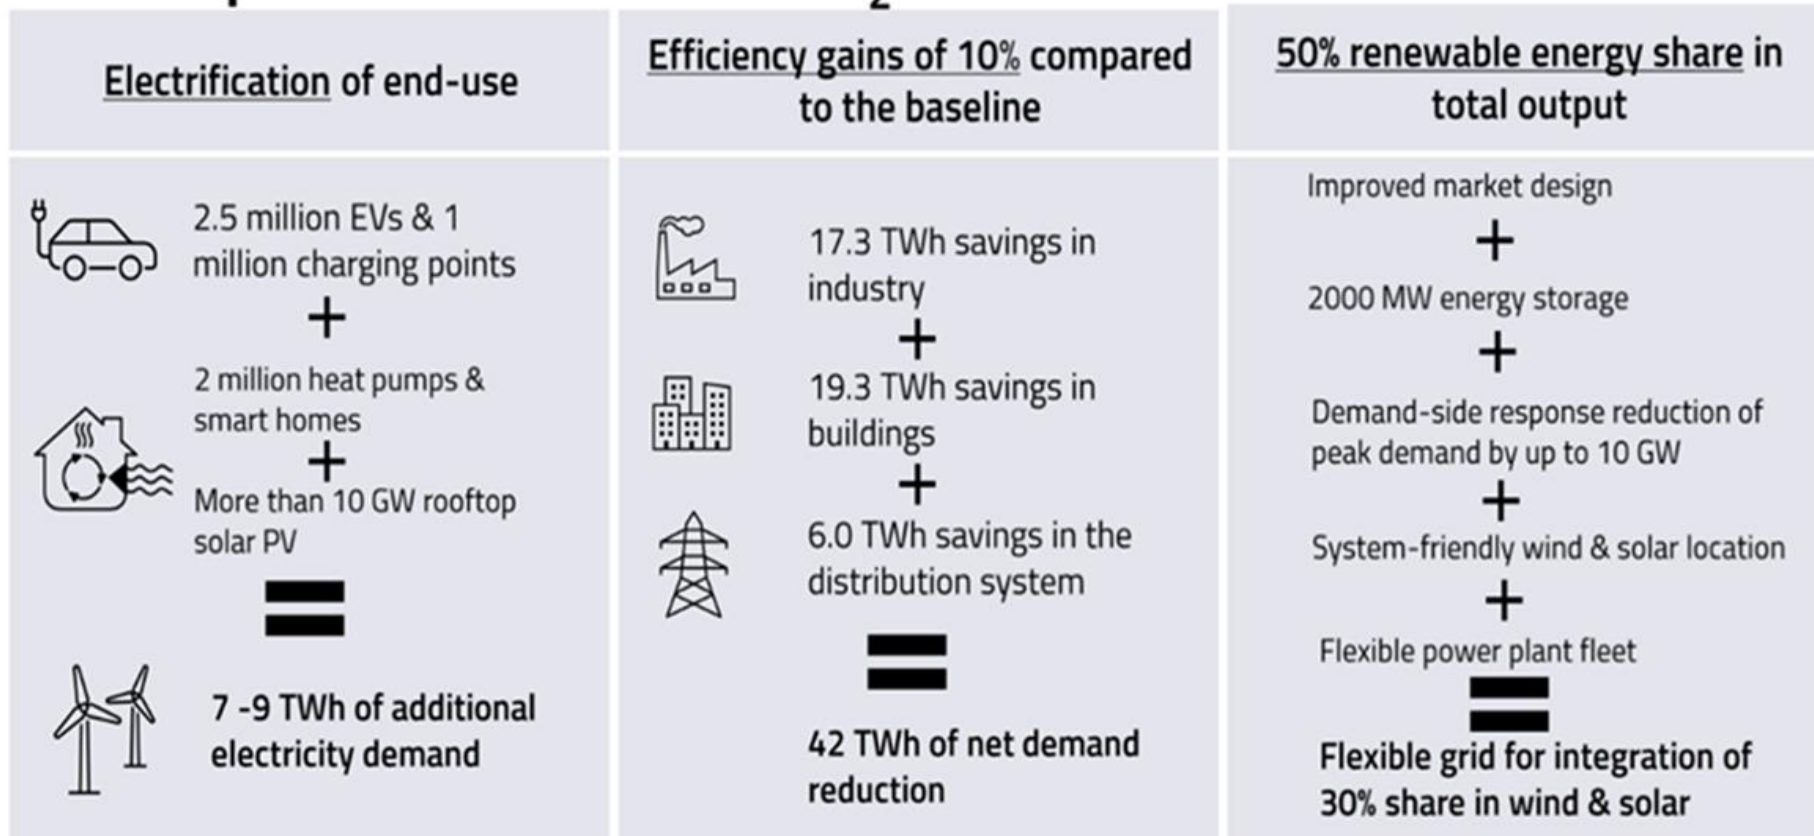 Electrification of end-use
2.5 million EVs & 1
million charging points
+
2 million heat pumps &
smart homes
+
More than 10 GW rooftop
solar PV
=
7 -9 TWh of additional
electricity demand
Efficiency gains of 10% compared
to the baseline
17.3 TWh savings in
industry
+
19.3 TWh savings in
buildings
+
6.0 TWh savings in the
distribution system
=
42 TWh of net demand
reduction
50% renewable energy share in
total output
Improved market design
+
2000 MW energy storage
+
Demand-side response reduction of
peak demand by up to 10 GW
+
System-friendly wind & solar location
+
Flexible power plant fleet
=
Flexible grid for integration of
30% share in wind & solar